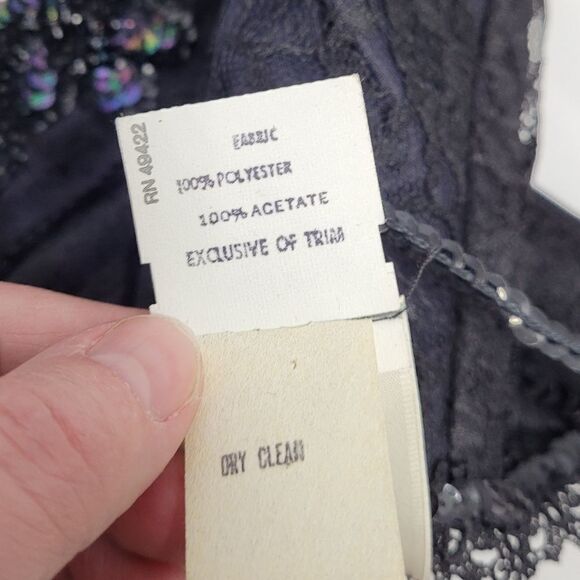 RN 49422
FABRIC
100% POLYESTER
100% ACETATE
EXCLUSIVE OF TRIM
DRY CLEAN